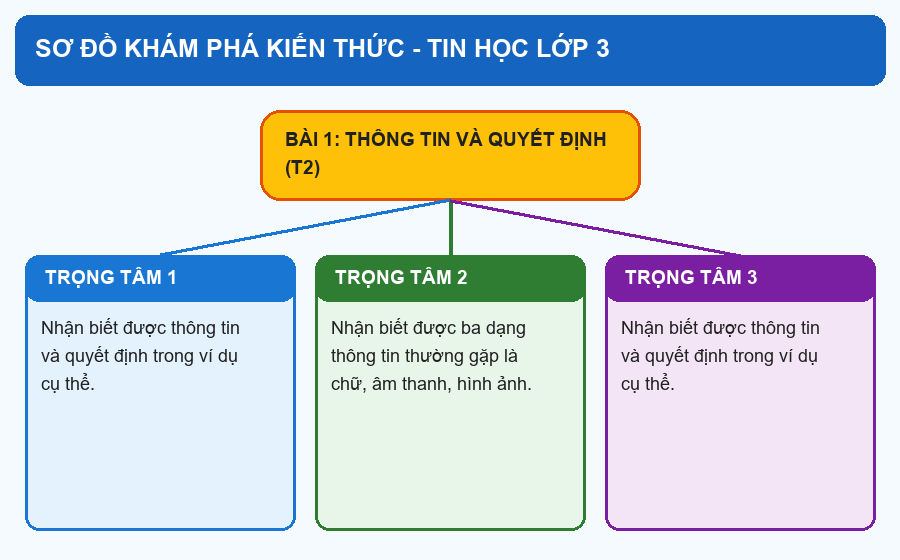 SƠ ĐỒ KHÁM PHÁ KIẾN THỨC - TIN HỌC LỚP 3
BÀI 1: THÔNG TIN VÀ QUYẾT ĐỊNH
(T2)
TRỌNG TÂM 1
Nhận biết được thông tin
và quyết định trong ví dụ
cụ thể.
TRỌNG TÂM 2
Nhận biết được ba dạng
thông tin thường gặp là
chữ, âm thanh, hình ảnh.
TRỌNG TÂM 3
Nhận biết được thông tin
và quyết định trong ví dụ
cụ thể.